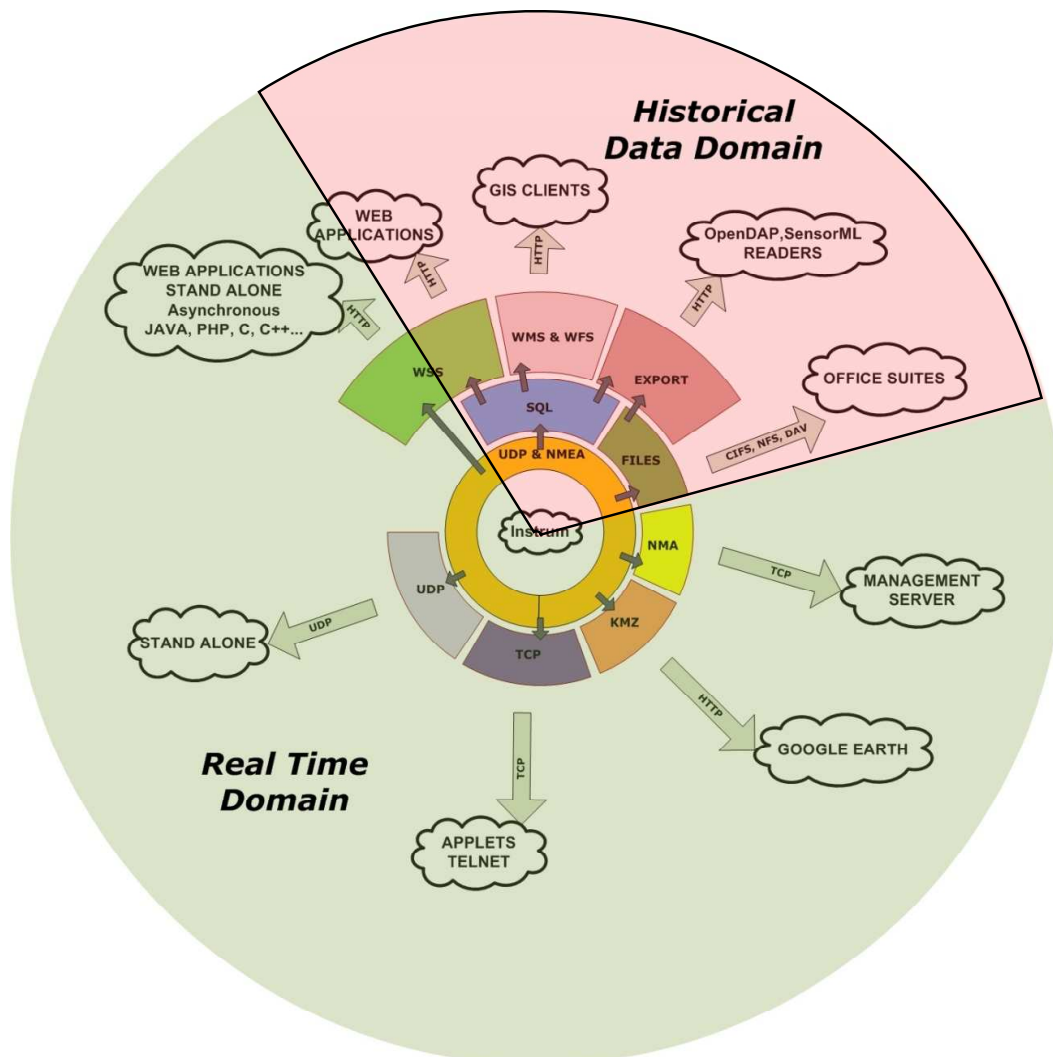 Historical
Data Domain
GIS CLIENTS
WEB
APPLICATIONS
OpenDAP,SensorML
READERS
WEB APPLICATIONS
STAND ALONE
Asynchronous
JAVA, PHP, C, C++...
HTTP
HTTP
HTTP
HTTP
WMS & WFS
WSS
EXPORT
OFFICE SUITES
SQL
CIFS, NFS, DAV
UDP & NMEA
FILES
Instrum
NMA
UDP
TCP
MANAGEMENT
SERVER
KMZ
UDP
STAND ALONE
TCP
HTTP
GOOGLE EARTH
Real Time
Domain
TCP
APPLETS
TELNET